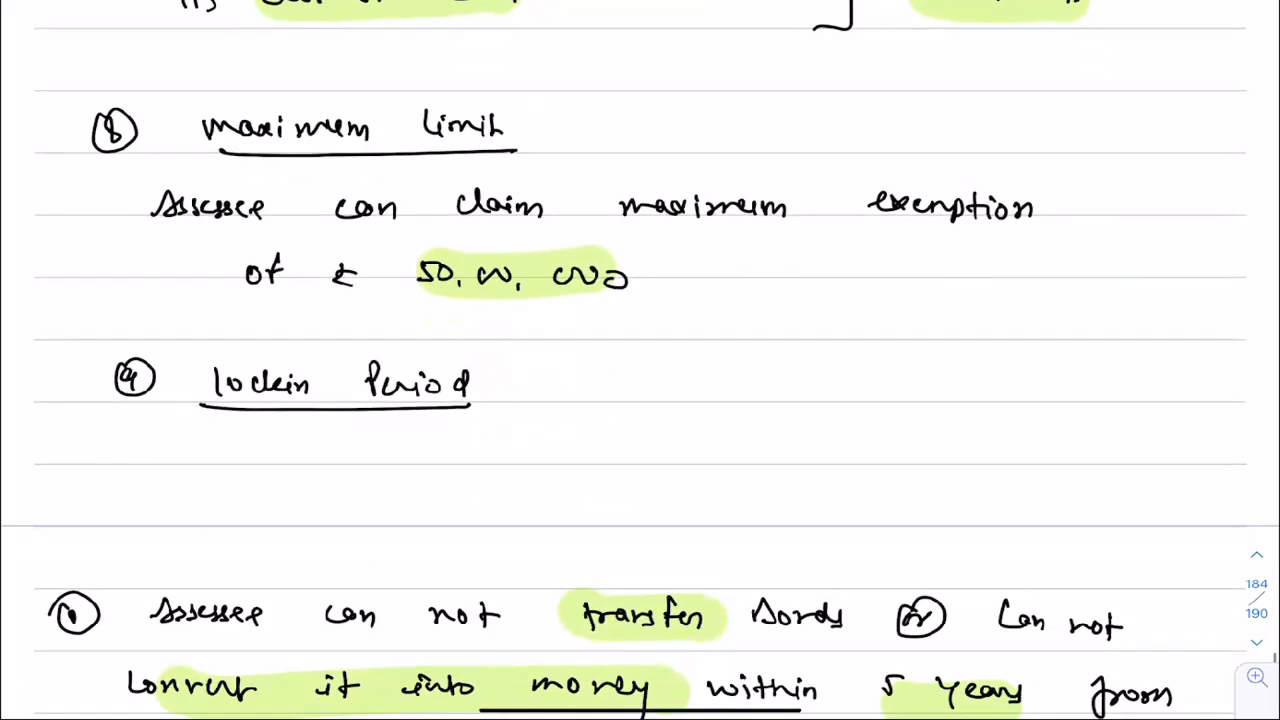 ⑧ Maximum limit
Assessee can claim maximum exemption
of ₹ 50,00,000
⑨ lockin Period
① Assessee can not transfer Bonds or Can not
Convert it into money within 5 years from
184
190